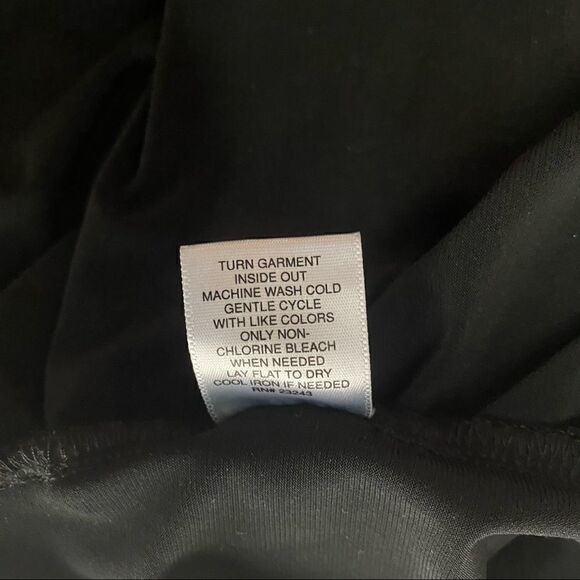 TURN GARMENT
INSIDE OUT
MACHINE WASH COLD
GENTLE CYCLE
WITH LIKE COLORS
ONLY NON-
CHLORINE BLEACH
WHEN NEEDED
LAY FLAT TO DRY
COOL IRON IF NEEDED
RN# 23243